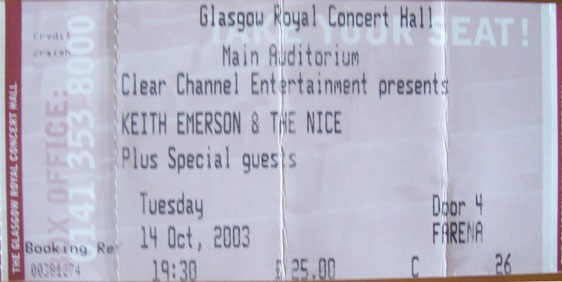 Glasgow Royal Concert Hall
TAKE YOUR SEAT!
Main Auditorium
Clear Channel Entertainment presents
KEITH EMERSON & THE NICE
Plus Special guests
Tuesday
Door 4
14 Oct, 2003
FARENA
19:30 £ 25.00 C 26
Credit
craigh
Booking Re
00381274
BOX OFFICE:
0141 353 8000
THE GLASGOW ROYAL CONCERT HALL